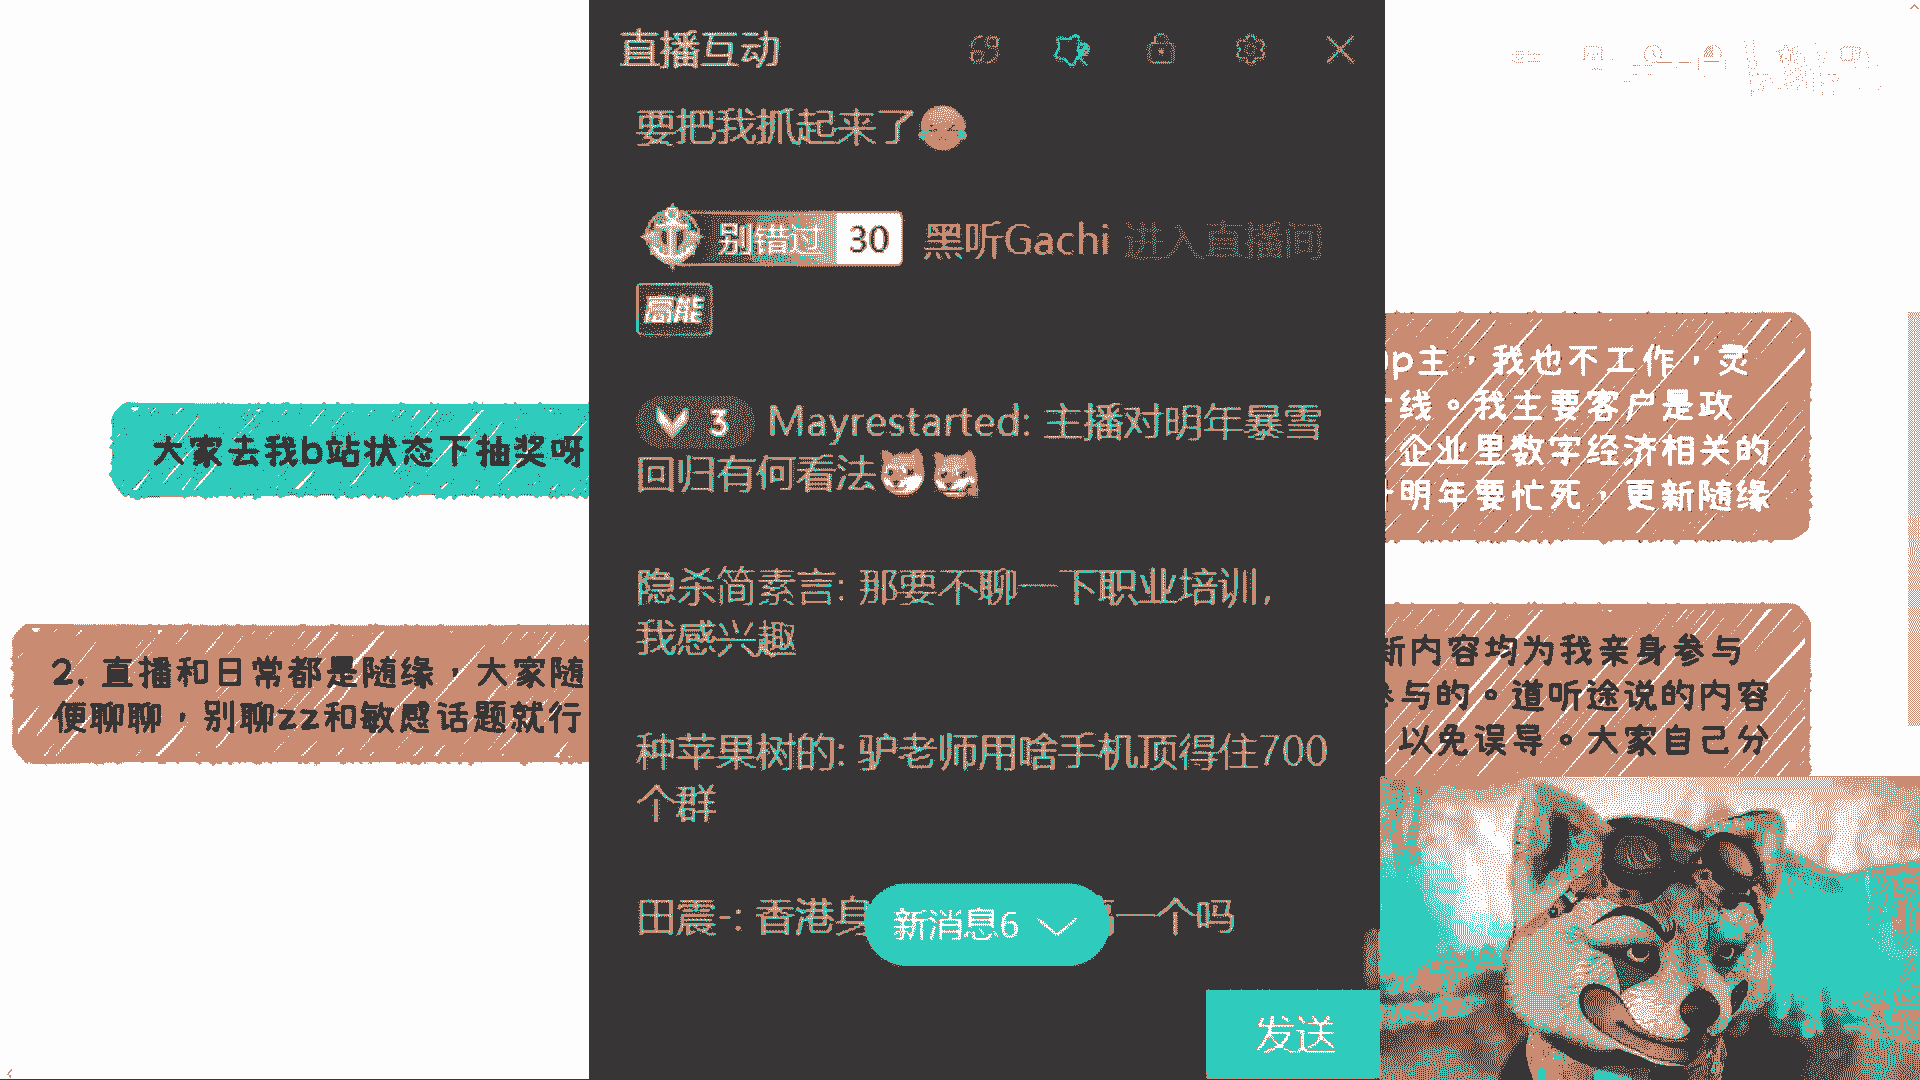 直播互动
要把我抓起来了
别错过 30 黑听Gachi 进入直播间
高能
3 Mayrestarted: 主播对明年暴雪
回归有何看法
隐杀简素言: 那要不聊一下职业培训,
我感兴趣
种苹果树的: 驴老师用啥手机顶得住700
个群
田震-: 香港身
一个吗
新消息6
发送
大家去我b站状态下抽奖呀
2. 直播和日常都是随缘，大家随
便聊聊，别聊zz和敏感话题就行
p主，我也不工作，灵
线。我主要客户是政
企业里数字经济相关的
明年要忙死，更新随缘
新内容均为我亲身参与
参与的。道听途说的内容
以免误导。大家自己分